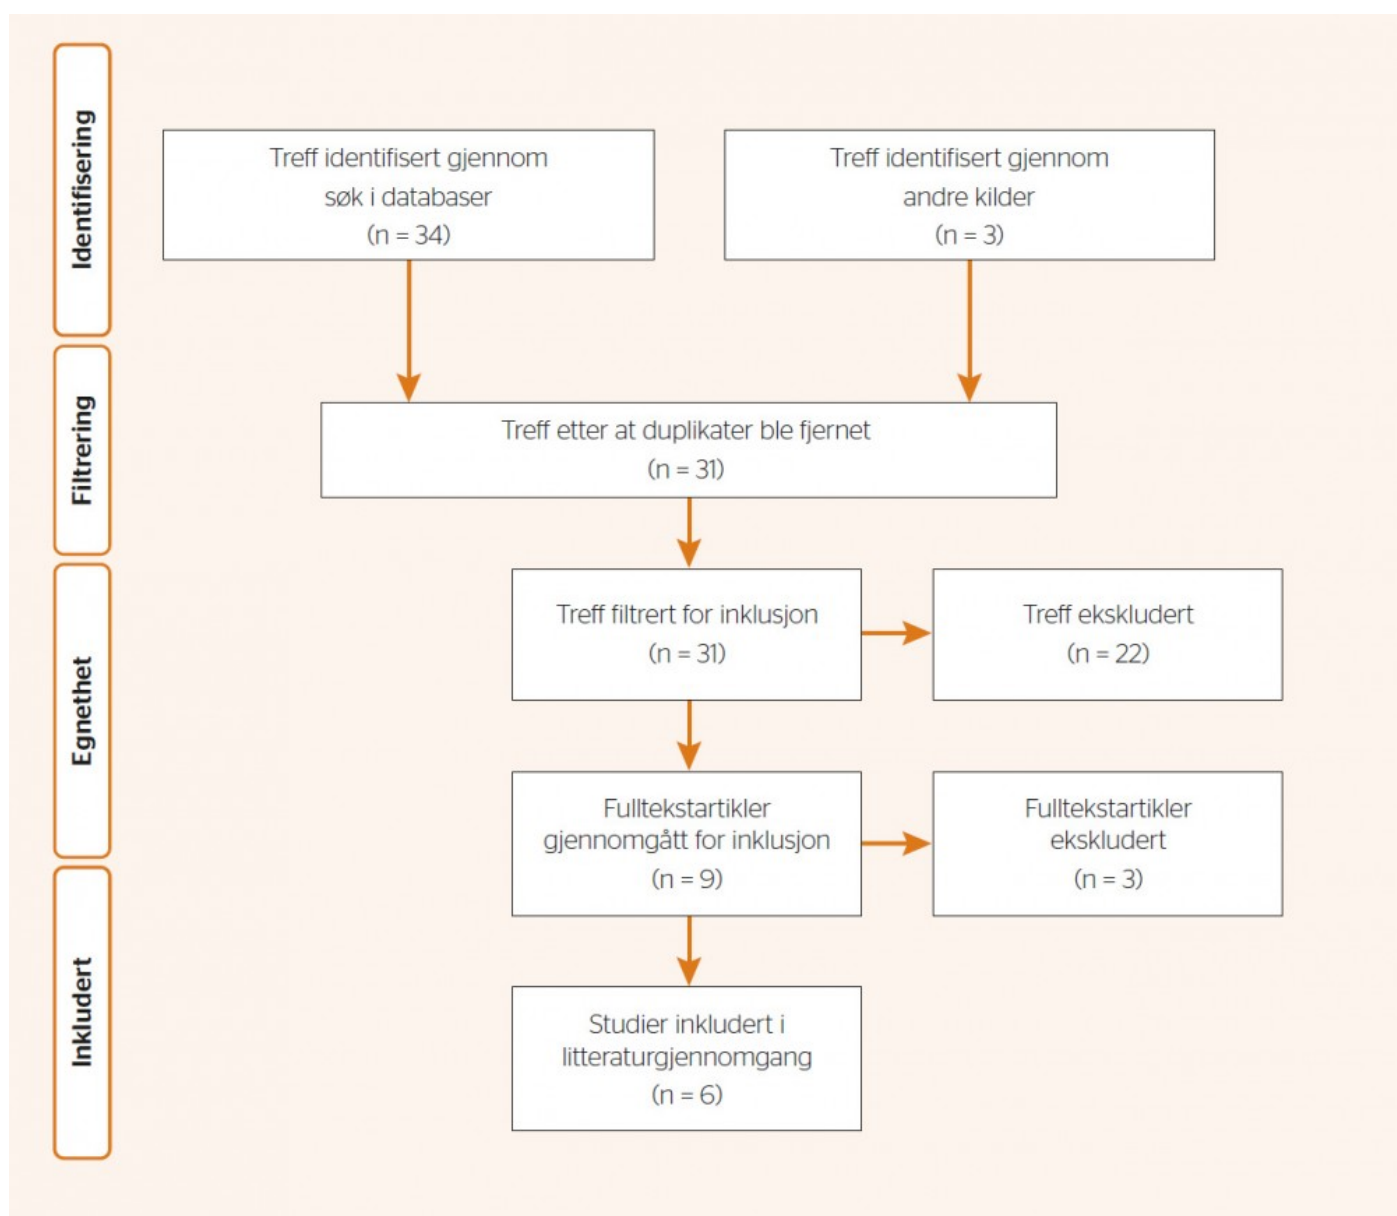 Identifisering
Treff identifisert gjennom
søk i databaser
(n = 34)
Treff identifisert gjennom
andre kilder
(n = 3)
Filtrering
Treff etter at duplikater ble fjernet
(n = 31)
Egnethet
Treff filtrert for inklusjon
(n = 31)
Treff ekskludert
(n = 22)
Fulltekstartikler
gjennomgått for inklusjon
(n = 9)
Fulltekstartikler
ekskludert
(n = 3)
Inkludert
Studier inkludert i
litteraturgjennomgang
(n = 6)